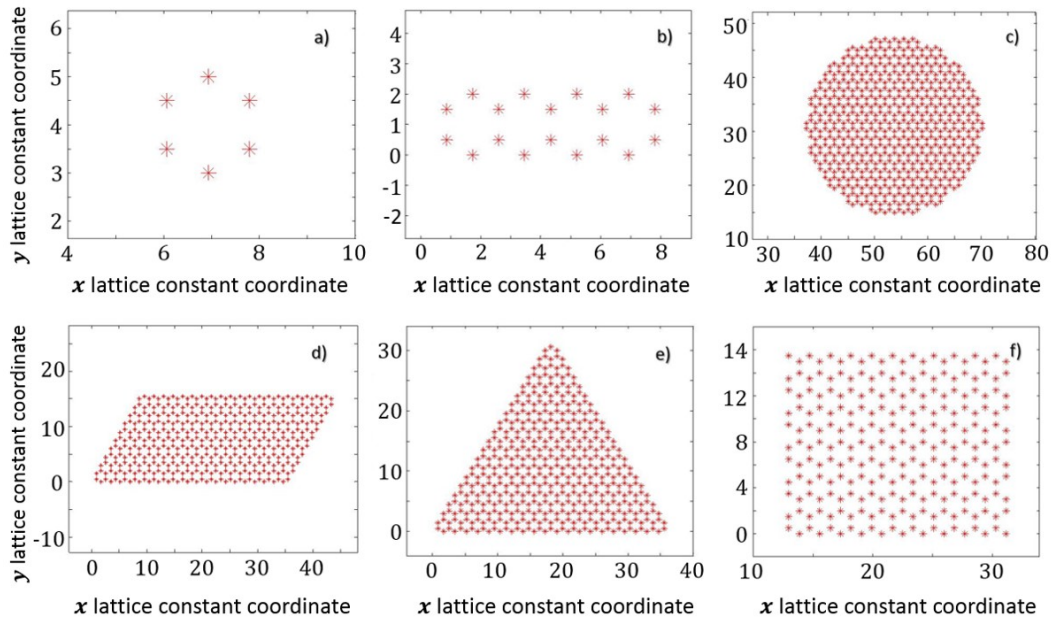 a)
6
5
4
3
2
4 6 8 10
y lattice constant coordinate
x lattice constant coordinate
b)
4
3
2
1
0
-1
-2
0 2 4 6 8
x lattice constant coordinate
c)
50
40
30
20
10
30 40 50 60 70 80
x lattice constant coordinate
d)
20
10
0
-10
0 10 20 30 40
y lattice constant coordinate
x lattice constant coordinate
e)
30
20
10
0
0 10 20 30 40
x lattice constant coordinate
f)
14
12
8
4
0
10 20 30
x lattice constant coordinate